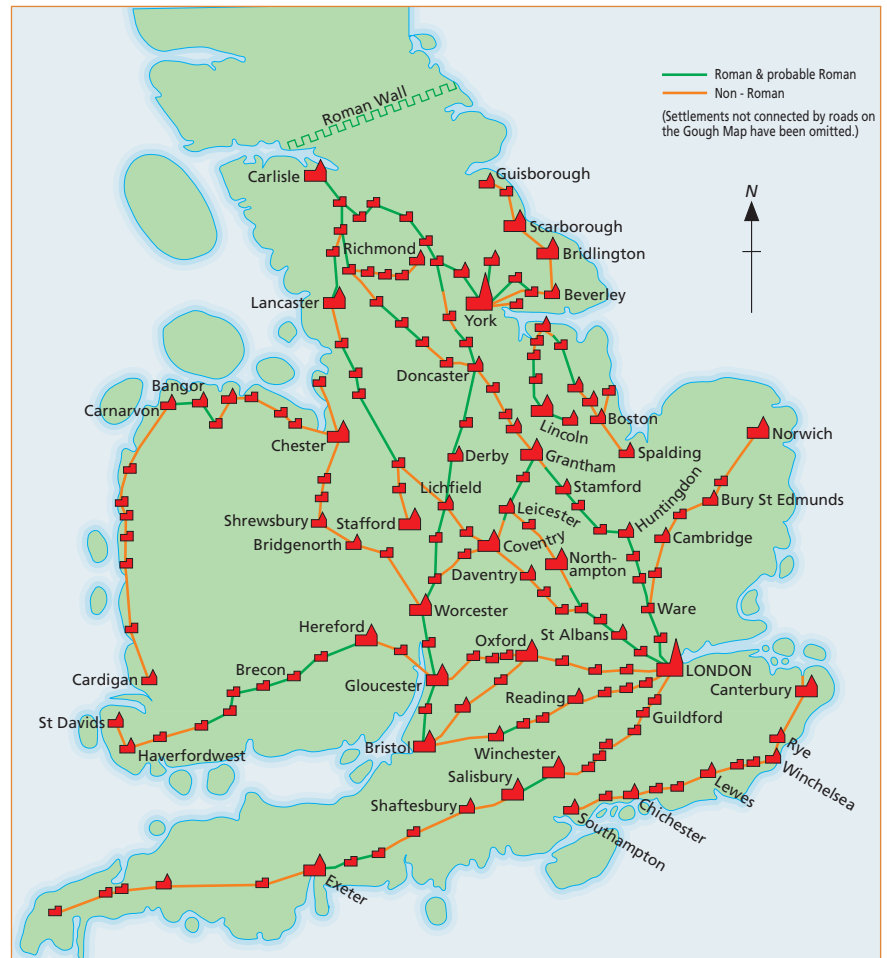 Roman & probable Roman
Non - Roman
(Settlements not connected by roads on
the Gough Map have been omitted.)
Roman Wall
Carlisle
Guisborough
N
Scarborough
Richmond
Bridlington
Lancaster
Beverley
York
Bangor
Doncaster
Carnarvon
Boston
Lincoln
Norwich
Chester
Grantham
Spalding
Derby
Stamford
Huntingdon
Lichfield
Bury St Edmunds
Leicester
Shrewsbury
Stafford
Cambridge
Bridgenorth
Coventry
North-
ampton
Daventry
Worcester
Ware
Hereford
Oxford
St Albans
Brecon
LONDON
Cardigan
Gloucester
Canterbury
Reading
St Davids
Guildford
Bristol
Haverfordwest
Winchester
Rye
Salisbury
Winchelsea
Lewes
Shaftesbury
Chichester
Southampton
Exeter